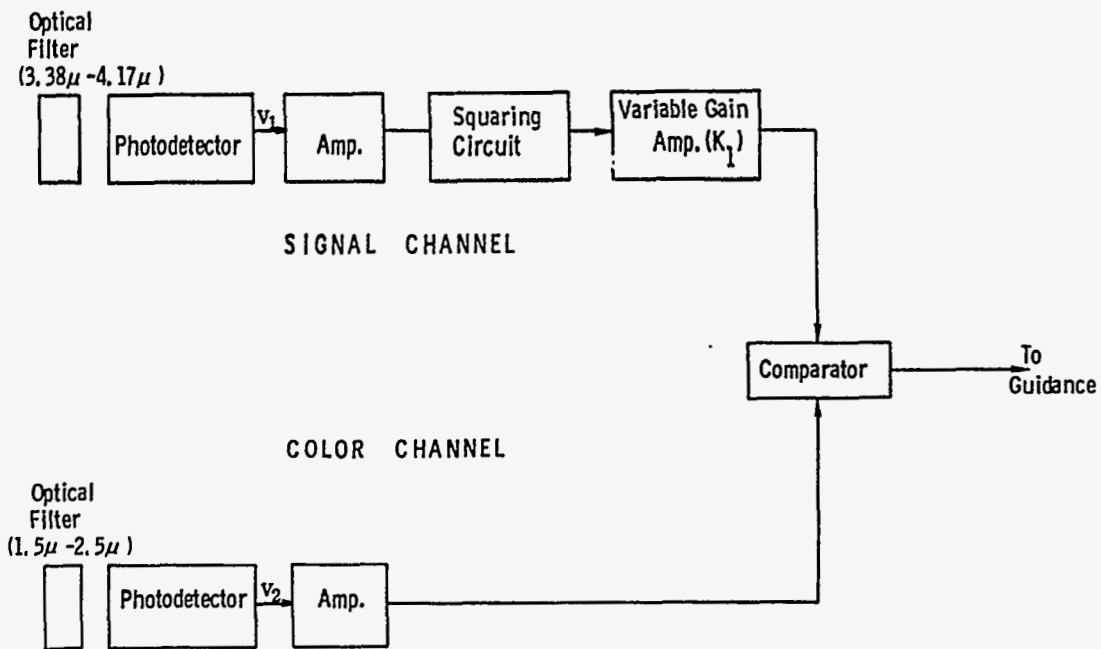 Optical
Filter
(3.38μ-4.17μ)
Photodetector
v₁
Amp.
Squaring
Circuit
Variable Gain
Amp.(K₁)
SIGNAL CHANNEL
Comparator
To
Guidance
COLOR CHANNEL
Optical
Filter
(1.5μ-2.5μ)
Photodetector
v₂
Amp.